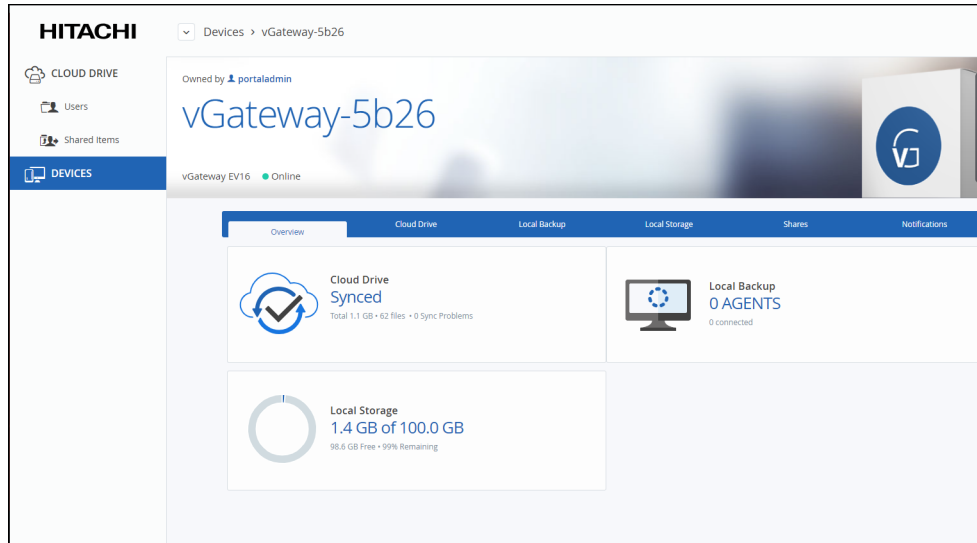 HITACHI
Devices › vGateway-5b26
CLOUD DRIVE
Users
Shared Items
DEVICES
Owned by portaladmin
vGateway-5b26
vGateway EV16 ● Online
Overview Cloud Drive Local Backup Local Storage Shares Notifications
Cloud Drive
Synced
Total 1.1 GB • 62 files • 0 Sync Problems
Local Backup
0 AGENTS
0 connected
Local Storage
1.4 GB of 100.0 GB
98.6 GB Free • 99% Remaining